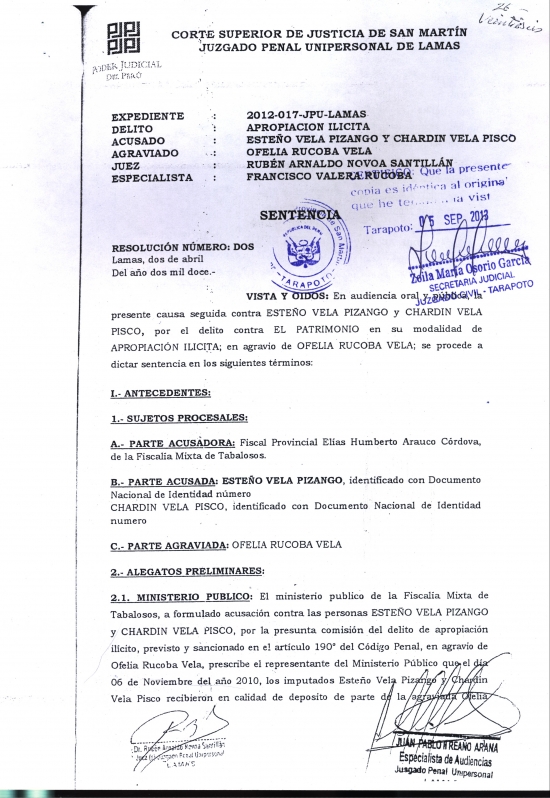 26
Veintiseis
PODER JUDICIAL
DEL PERÚ
CORTE SUPERIOR DE JUSTICIA DE SAN MARTÍN
JUZGADO PENAL UNIPERSONAL DE LAMAS
EXPEDIENTE : 2012-017-JPU-LAMAS
DELITO : APROPIACION ILICITA
ACUSADO : ESTEÑO VELA PIZANGO Y CHARDIN VELA PISCO
AGRAVIADO : OFELIA RUCOBA VELA
JUEZ : RUBÉN ARNALDO NOVOA SANTILLÁN
ESPECIALISTA : FRANCISCO VALERA RUCOBA
Que la presente
copia es idéntica al original
que he vist
SENTENCIA
Tarapoto: 05 SEP 2013
REPUBLICA DEL PERU
de San Martin
TARAPOTO
Zoila María Osorio García
SECRETARIA JUDICIAL
JUZGADO CIVIL - TARAPOTO
RESOLUCIÓN NÚMERO: DOS
Lamas, dos de abril
Del año dos mil doce.-
VISTA Y OIDOS: En audiencia oral y pública, la
presente causa seguida contra ESTEÑO VELA PIZANGO y CHARDIN VELA
PISCO, por el delito contra EL PATRIMONIO en su modalidad de
APROPIACIÓN ILICITA; en agravio de OFELIA RUCOBA VELA; se procede a
dictar sentencia en los siguientes términos:
I.- ANTECEDENTES:
1.- SUJETOS PROCESALES:
A.- PARTE ACUSADORA: Fiscal Provincial Elías Humberto Arauco Córdova,
de la Fiscalia Mixta de Tabalosos.
B.- PARTE ACUSADA: ESTEÑO VELA PIZANGO, identificado con Documento
Nacional de Identidad número
CHARDIN VELA PISCO, identificado con Documento Nacional de Identidad
numero
C.- PARTE AGRAVIADA: OFELIA RUCOBA VELA
2.- ALEGATOS PRELIMINARES:
2.1. MINISTERIO PUBLICO: El ministerio publico de la Fiscalía Mixta de
Tabalosos, a formulado acusación contra las personas ESTEÑO VELA PIZANGO
y CHARDIN VELA PISCO, por la presunta comisión del delito de apropiación
ilícito, previsto y sancionado en el artículo 190° del Código Penal, en agravio de
Ofelia Rucoba Vela, prescribe el representante del Ministerio Público que el día
06 de Noviembre del año 2010, los imputados Esteño Vela Pizango y Chardin
Vela Pisco recibieron en calidad de deposito de parte de la agraviada Ofelia
Dr. Rubén Arnaldo Novoa Santillán
Juez Juzgado Penal Unipersonal
LAMAS
JUAN PABLO IREANO ARANA
Especialista de Audiencias
Juzgado Penal Unipersonal